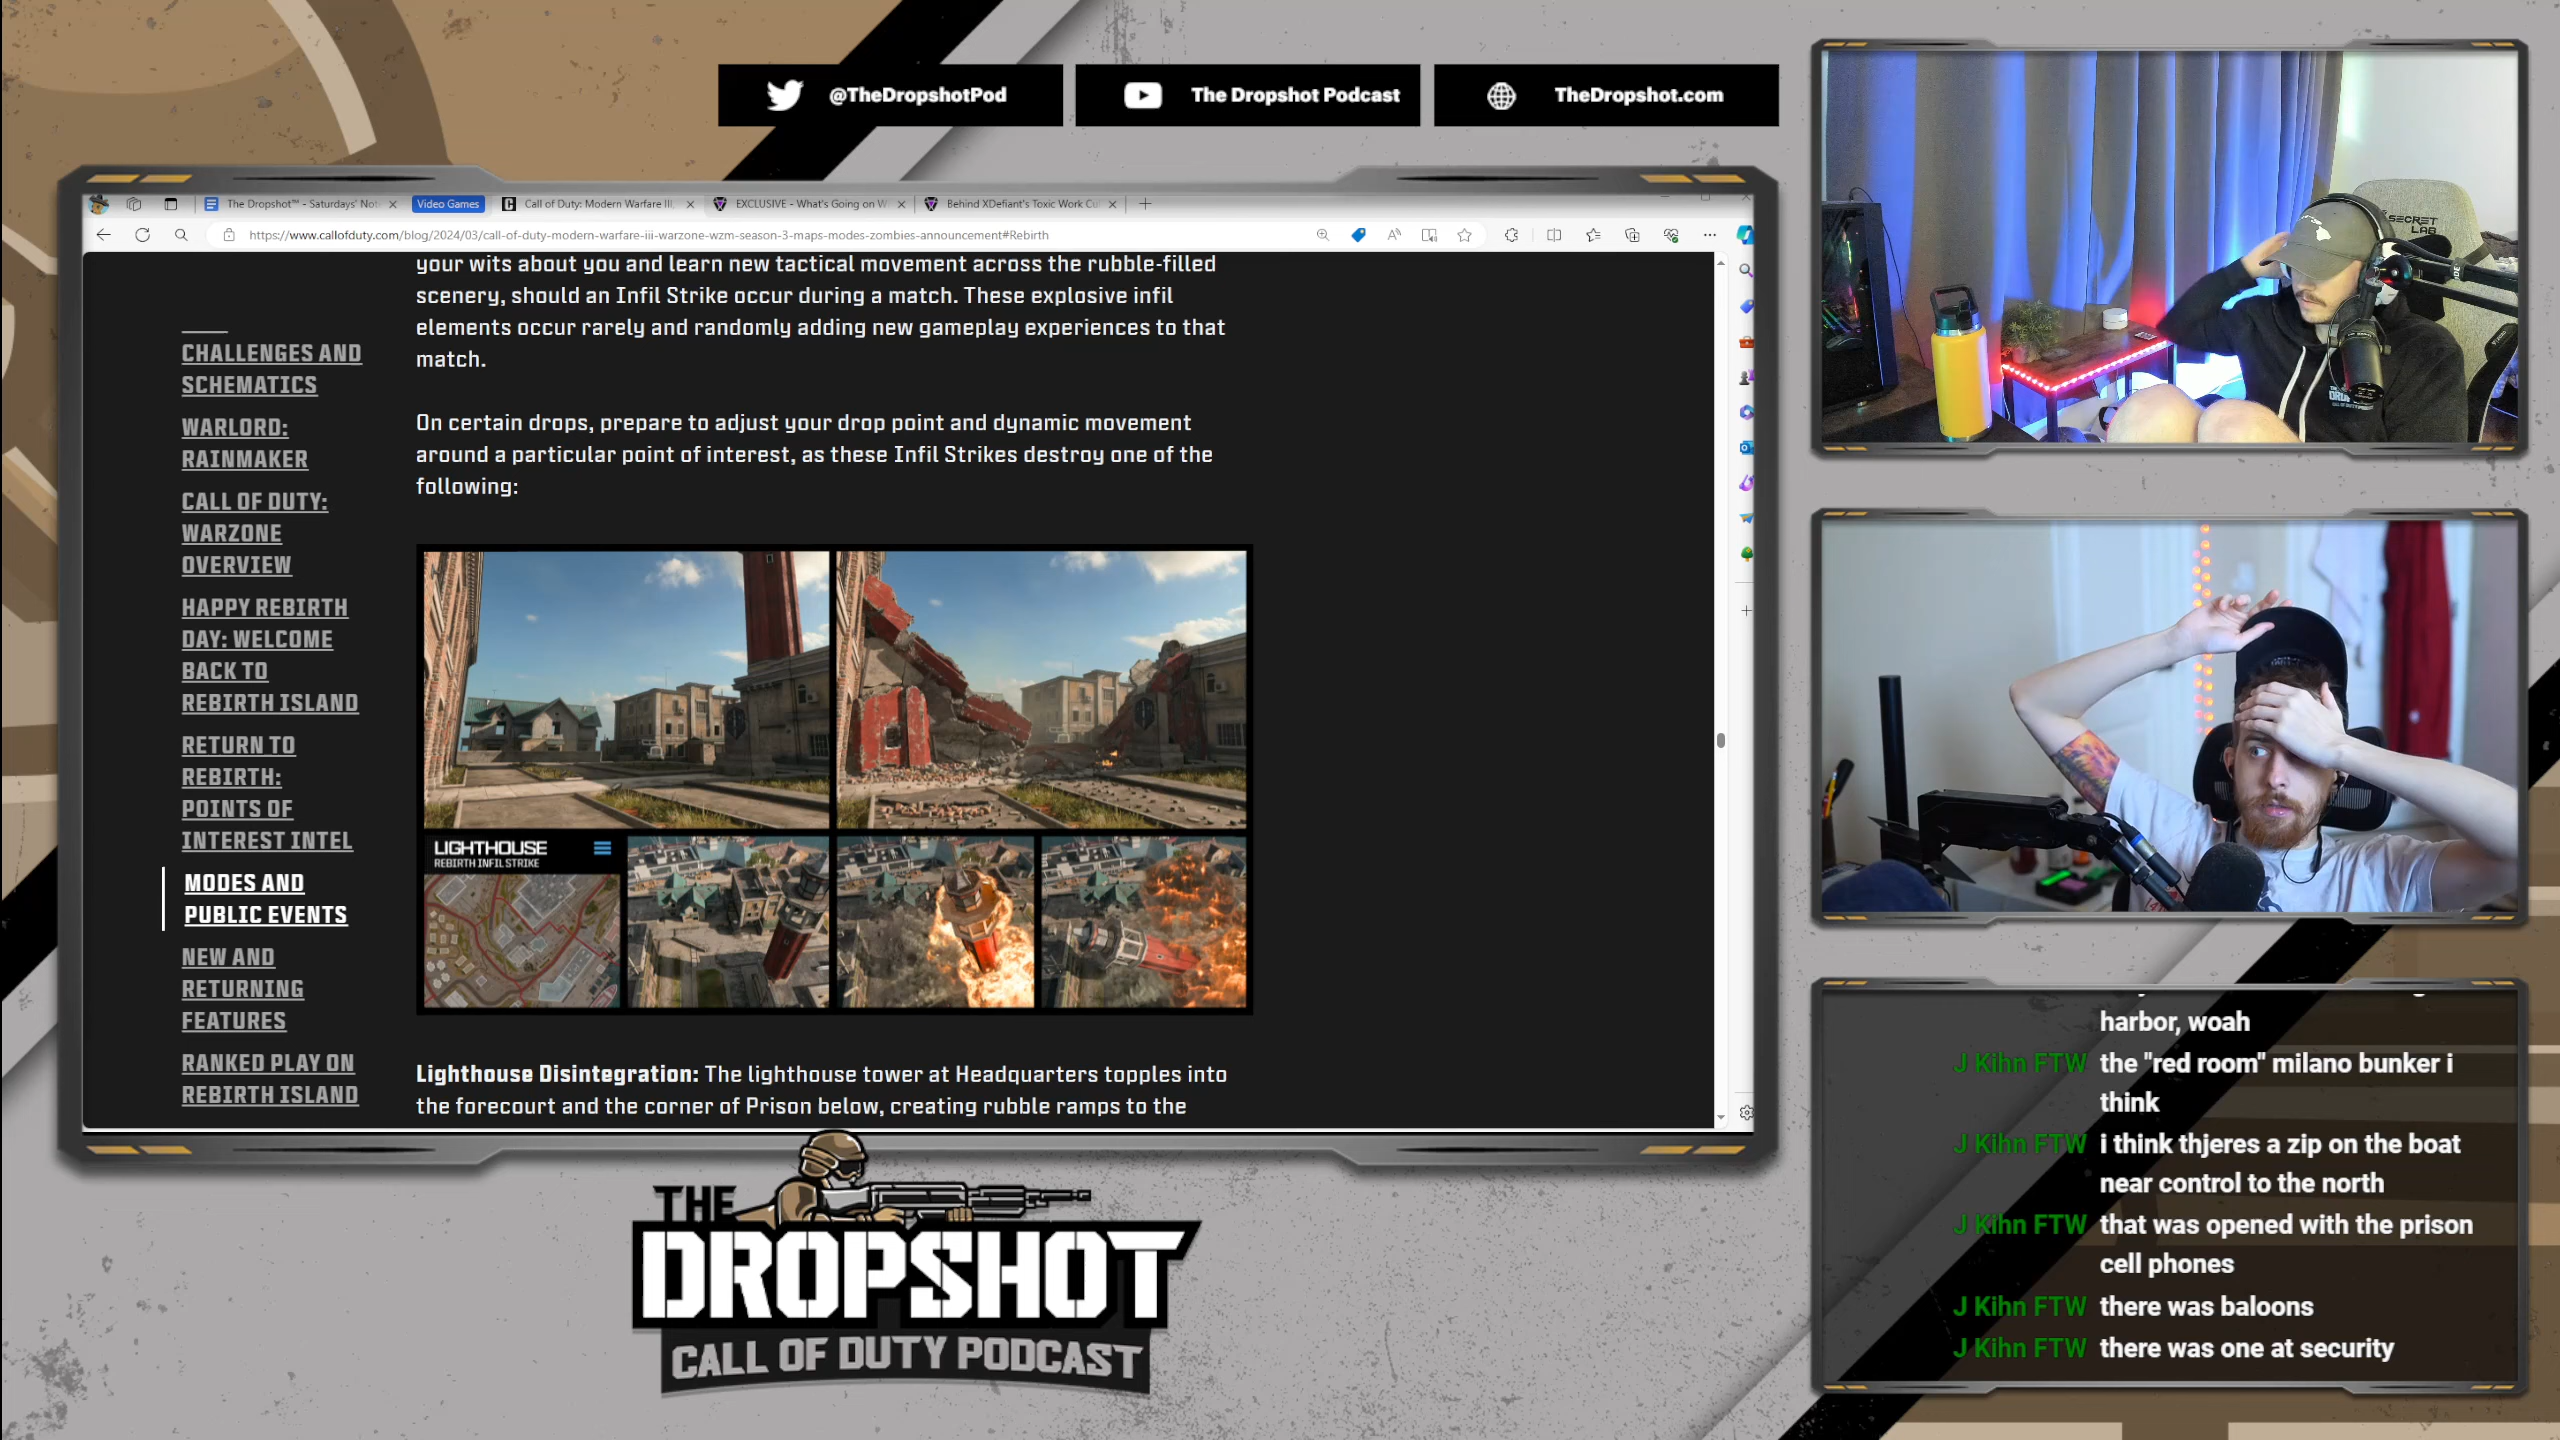 @TheDropshotPod
The Dropshot Podcast
TheDropshot.com
The Dropshot™ - Saturdays' Not
Video Games
Call of Duty: Modern Warfare III,
EXCLUSIVE - What's Going on W
Behind XDefiant's Toxic Work Cu
https://www.callofduty.com/blog/2024/03/call-of-duty-modern-warfare-iii-warzone-wzm-season-3-maps-modes-zombies-announcement#Rebirth
CHALLENGES AND
SCHEMATICS
WARLORD:
RAINMAKER
CALL OF DUTY:
WARZONE
OVERVIEW
HAPPY REBIRTH
DAY: WELCOME
BACK TO
REBIRTH ISLAND
RETURN TO
REBIRTH:
POINTS OF
INTEREST INTEL
MODES AND
PUBLIC EVENTS
NEW AND
RETURNING
FEATURES
RANKED PLAY ON
REBIRTH ISLAND
your wits about you and learn new tactical movement across the rubble-filled
scenery, should an Infil Strike occur during a match. These explosive infil
elements occur rarely and randomly adding new gameplay experiences to that
match.
On certain drops, prepare to adjust your drop point and dynamic movement
around a particular point of interest, as these Infil Strikes destroy one of the
following:
LIGHTHOUSE
REBIRTH INFIL STRIKE
Lighthouse Disintegration: The lighthouse tower at Headquarters topples into
the forecourt and the corner of Prison below, creating rubble ramps to the
SECRET
LAB
harbor, woah
J Kihn FTW the "red room" milano bunker i
think
J Kihn FTW i think thjeres a zip on the boat
near control to the north
J Kihn FTW that was opened with the prison
cell phones
J Kihn FTW there was baloons
J Kihn FTW there was one at security
THE
DROPSHOT
CALL OF DUTY PODCAST